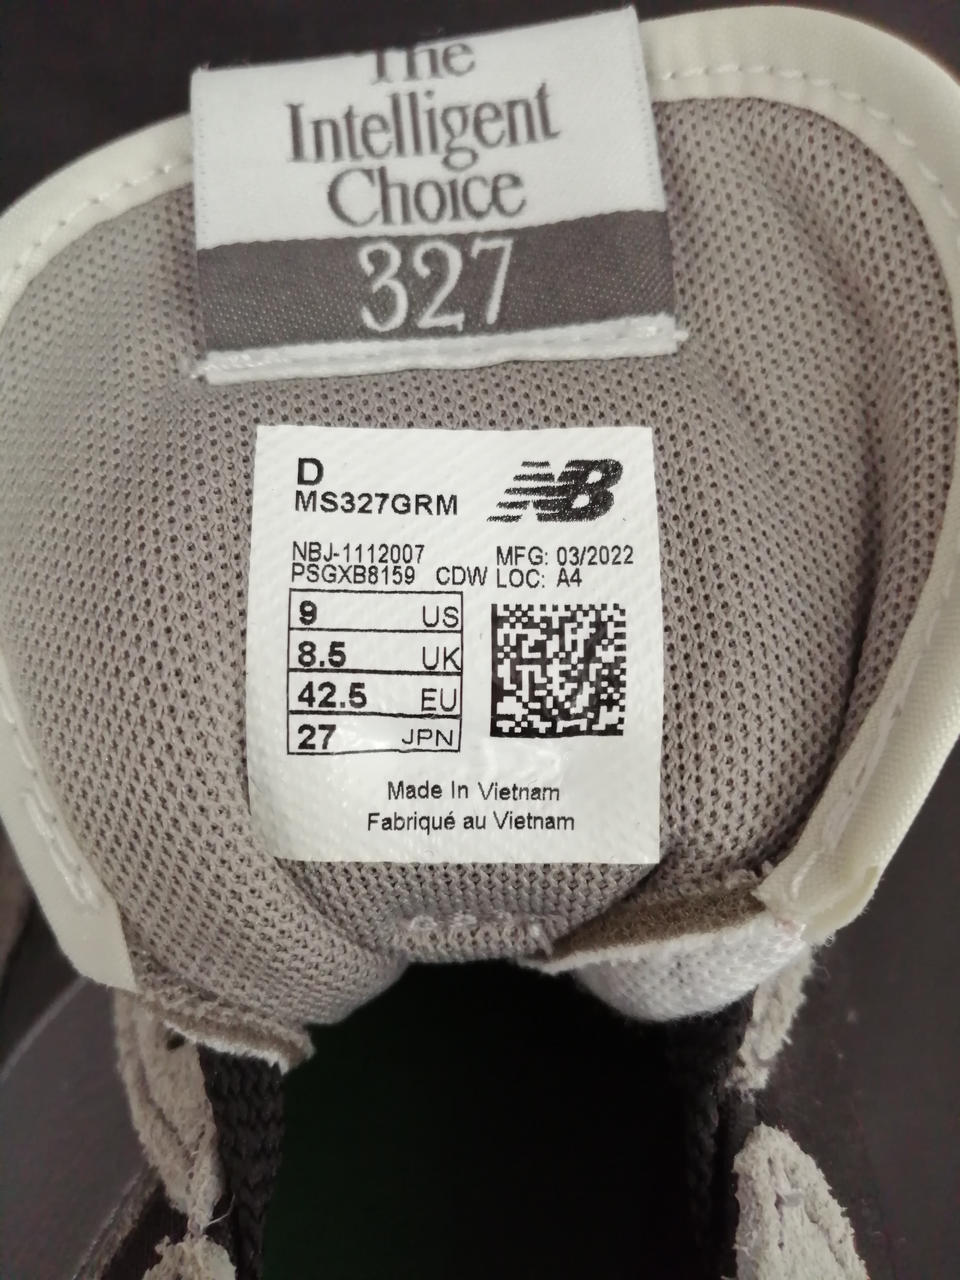 The
Intelligent
Choice
327
D
MS327GRM
NB
NBJ-1112007 MFG: 03/2022
PSGXB8159 CDW LOC: A4
9 US
8.5 UK
42.5 EU
27 JPN
Made In Vietnam
Fabriqué au Vietnam